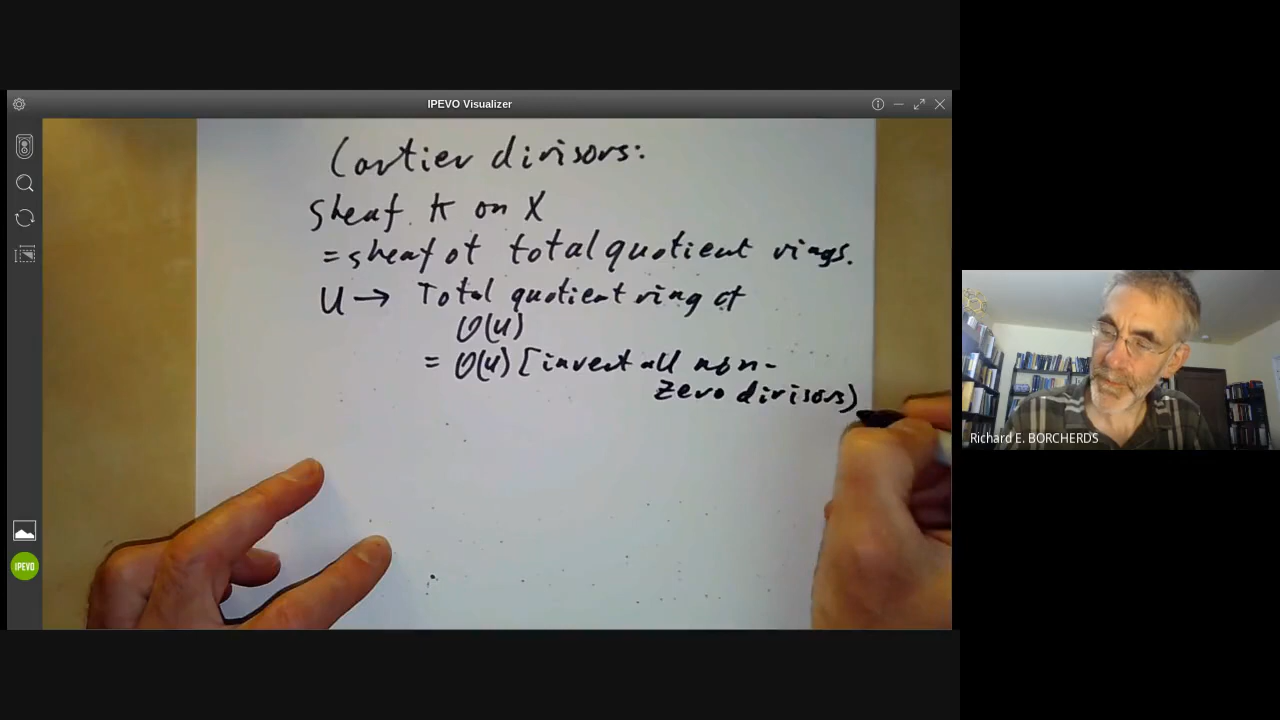 IPEVO Visualizer
Cartier divisors:
Sheaf K on X
= sheaf of total quotient rings.
U → Total quotient ring of
O(U)
= O(U) [invert all non-
zero divisors)
Richard E. BORCHERDS
IPEVO